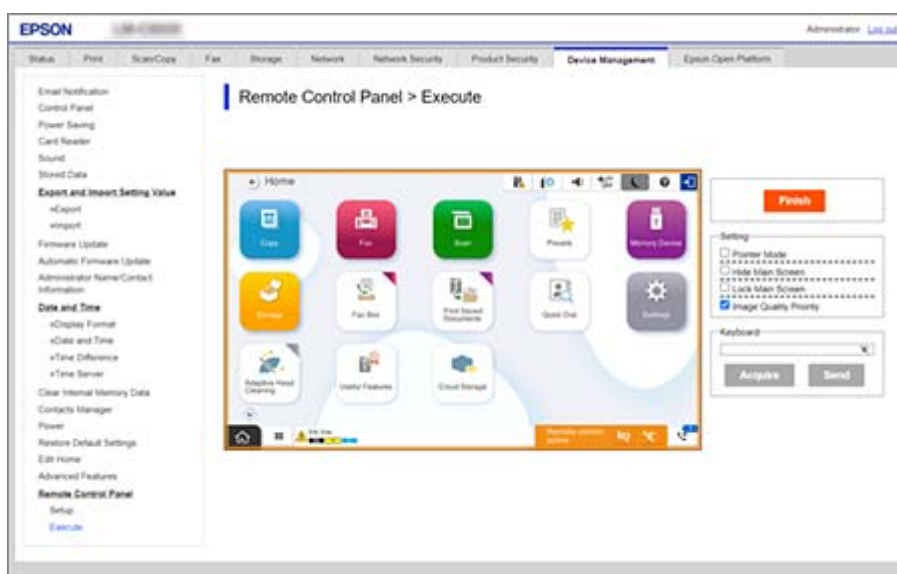 EPSON
Administrator Log out
Status Print Scan/Copy Fax Storage Network Network Security Product Security Device Management Epson Open Platform
Email Notification
Control Panel
Power Saving
Card Reader
Sound
Stored Data
Export and Import Setting Value
»Export
»Import
Firmware Update
Automatic Firmware Update
Administrator Name/Contact
Information
Date and Time
»Display Format
»Date and Time
»Time Difference
»Time Server
Clear Internal Memory Data
Contacts Manager
Power
Restore Default Settings
Edit Home
Advanced Features
Remote Control Panel
Setup
Execute
Remote Control Panel > Execute
Home
Copy
Fax
Scan
Presets
Memory Device
Storage
Fax Box
Print Saved
Documents
Quick Dial
Settings
Adaptive Head
Cleaning
Useful Features
Cloud Storage
Remote control
active
Finish
Setting
Pointer Mode
Hide Main Screen
Lock Main Screen
Image Quality Priority
Keyboard
Acquire Send